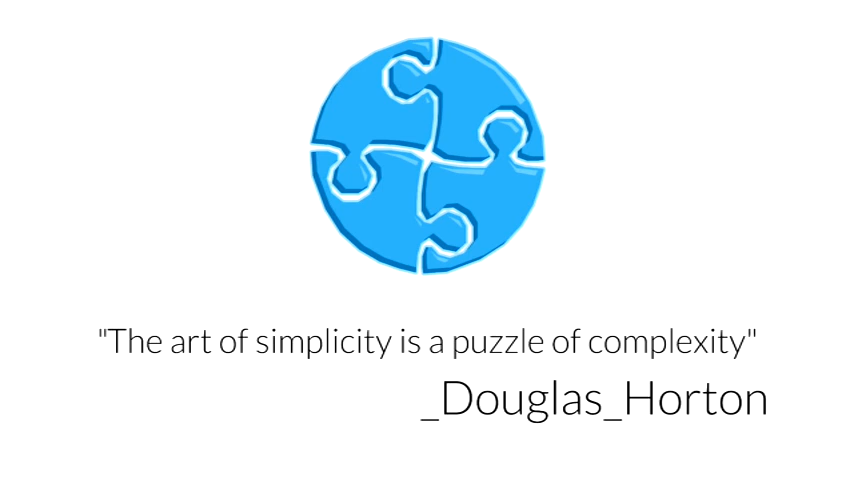 "The art of simplicity is a puzzle of complexity"
_Douglas_Horton